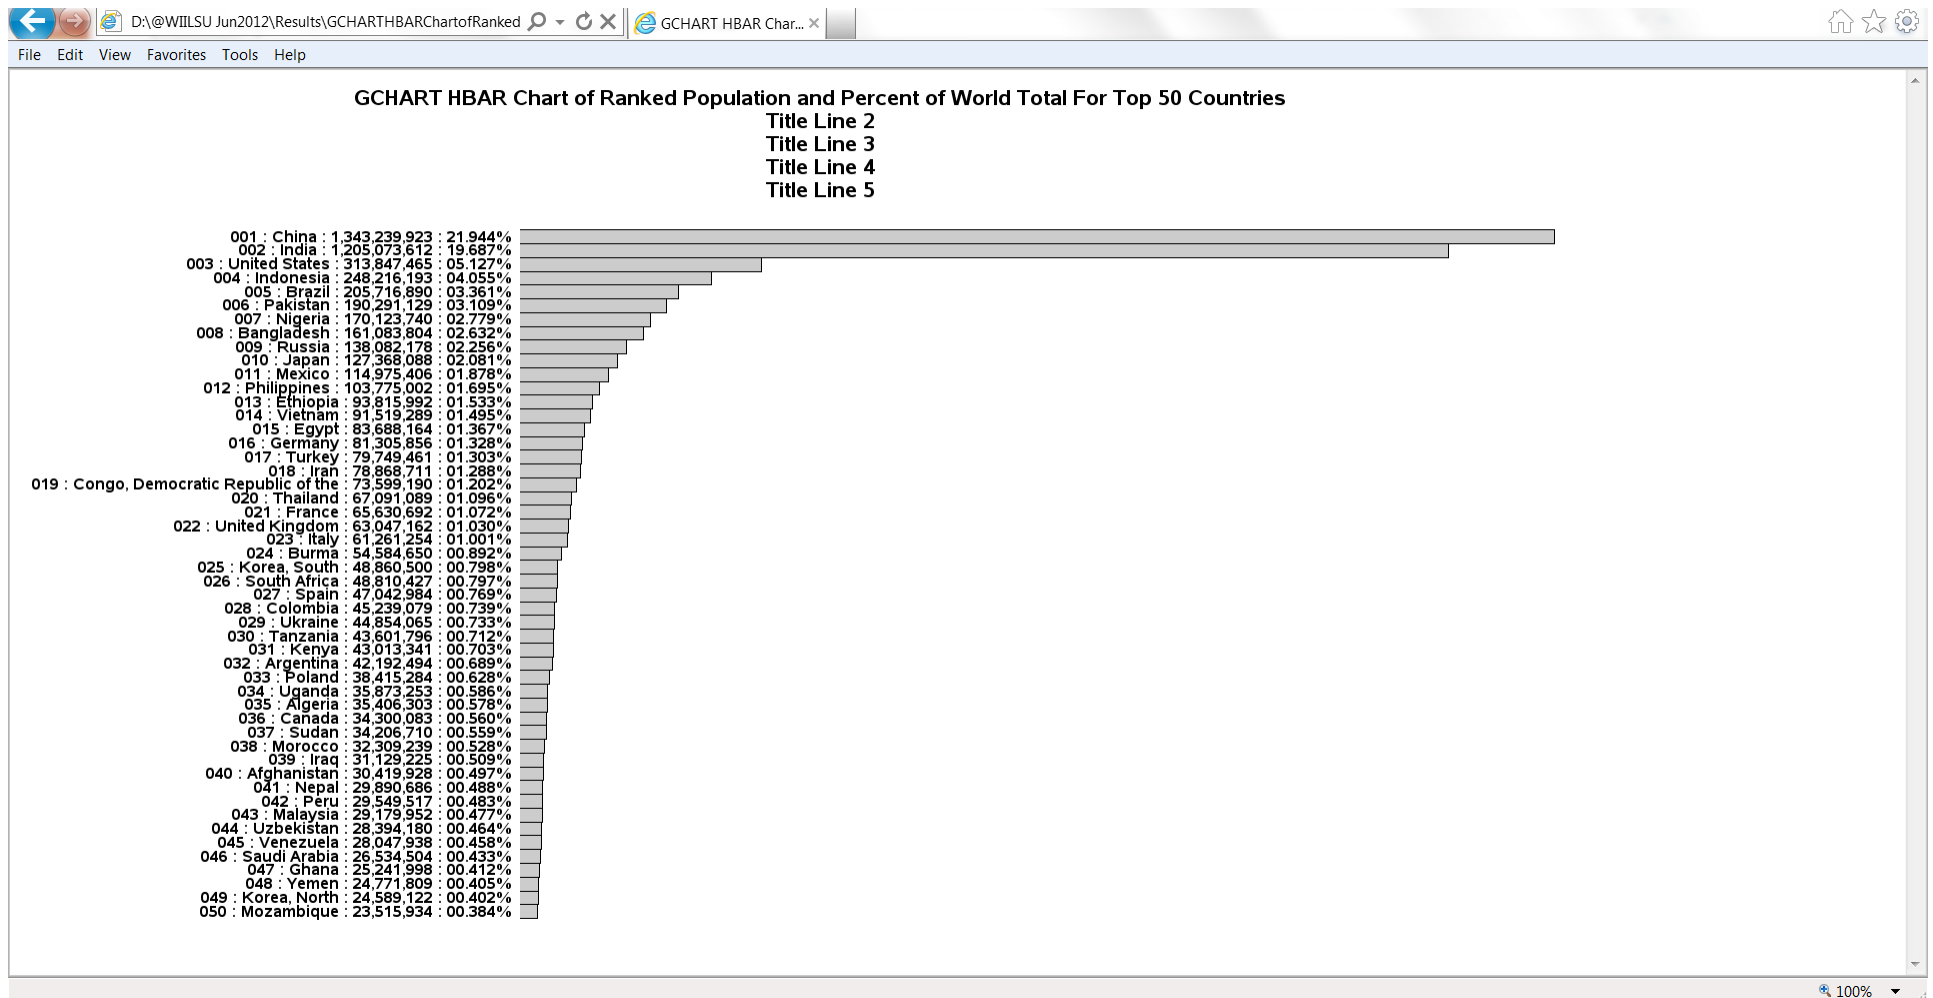 D:\@WIILSU Jun2012\Results\GCHARTHBARChartofRanked
GCHART HBAR Char...
File Edit View Favorites Tools Help
GCHART HBAR Chart of Ranked Population and Percent of World Total For Top 50 Countries
Title Line 2
Title Line 3
Title Line 4
Title Line 5
001 : China : 1,343,239,923 : 21.944%
002 : India : 1,205,073,612 : 19.687%
003 : United States : 313,847,465 : 05.127%
004 : Indonesia : 248,216,193 : 04.055%
005 : Brazil : 205,716,890 : 03.361%
006 : Pakistan : 190,291,129 : 03.109%
007 : Nigeria : 170,123,740 : 02.779%
008 : Bangladesh : 161,083,804 : 02.632%
009 : Russia : 138,082,178 : 02.256%
010 : Japan : 127,368,088 : 02.081%
011 : Mexico : 114,975,406 : 01.878%
012 : Philippines : 103,775,002 : 01.695%
013 : Ethiopia : 93,815,992 : 01.533%
014 : Vietnam : 91,519,289 : 01.495%
015 : Egypt : 83,688,164 : 01.367%
016 : Germany : 81,305,856 : 01.328%
017 : Turkey : 79,749,461 : 01.303%
018 : Iran : 78,868,711 : 01.288%
019 : Congo, Democratic Republic of the : 73,599,190 : 01.202%
020 : Thailand : 67,091,089 : 01.096%
021 : France : 65,630,692 : 01.072%
022 : United Kingdom : 63,047,162 : 01.030%
023 : Italy : 61,261,254 : 01.001%
024 : Burma : 54,584,650 : 00.892%
025 : Korea, South : 48,860,500 : 00.798%
026 : South Africa : 48,810,427 : 00.797%
027 : Spain : 47,042,984 : 00.769%
028 : Colombia : 45,239,079 : 00.739%
029 : Ukraine : 44,854,065 : 00.733%
030 : Tanzania : 43,601,796 : 00.712%
031 : Kenya : 43,013,341 : 00.703%
032 : Argentina : 42,192,494 : 00.689%
033 : Poland : 38,415,284 : 00.628%
034 : Uganda : 35,873,253 : 00.586%
035 : Algeria : 35,406,303 : 00.578%
036 : Canada : 34,300,083 : 00.560%
037 : Sudan : 34,206,710 : 00.559%
038 : Morocco : 32,309,239 : 00.528%
039 : Iraq : 31,129,225 : 00.509%
040 : Afghanistan : 30,419,928 : 00.497%
041 : Nepal : 29,890,686 : 00.488%
042 : Peru : 29,549,517 : 00.483%
043 : Malaysia : 29,179,952 : 00.477%
044 : Uzbekistan : 28,394,180 : 00.464%
045 : Venezuela : 28,047,938 : 00.458%
046 : Saudi Arabia : 26,534,504 : 00.433%
047 : Ghana : 25,241,998 : 00.412%
048 : Yemen : 24,771,809 : 00.405%
049 : Korea, North : 24,589,122 : 00.402%
050 : Mozambique : 23,515,934 : 00.384%
100%